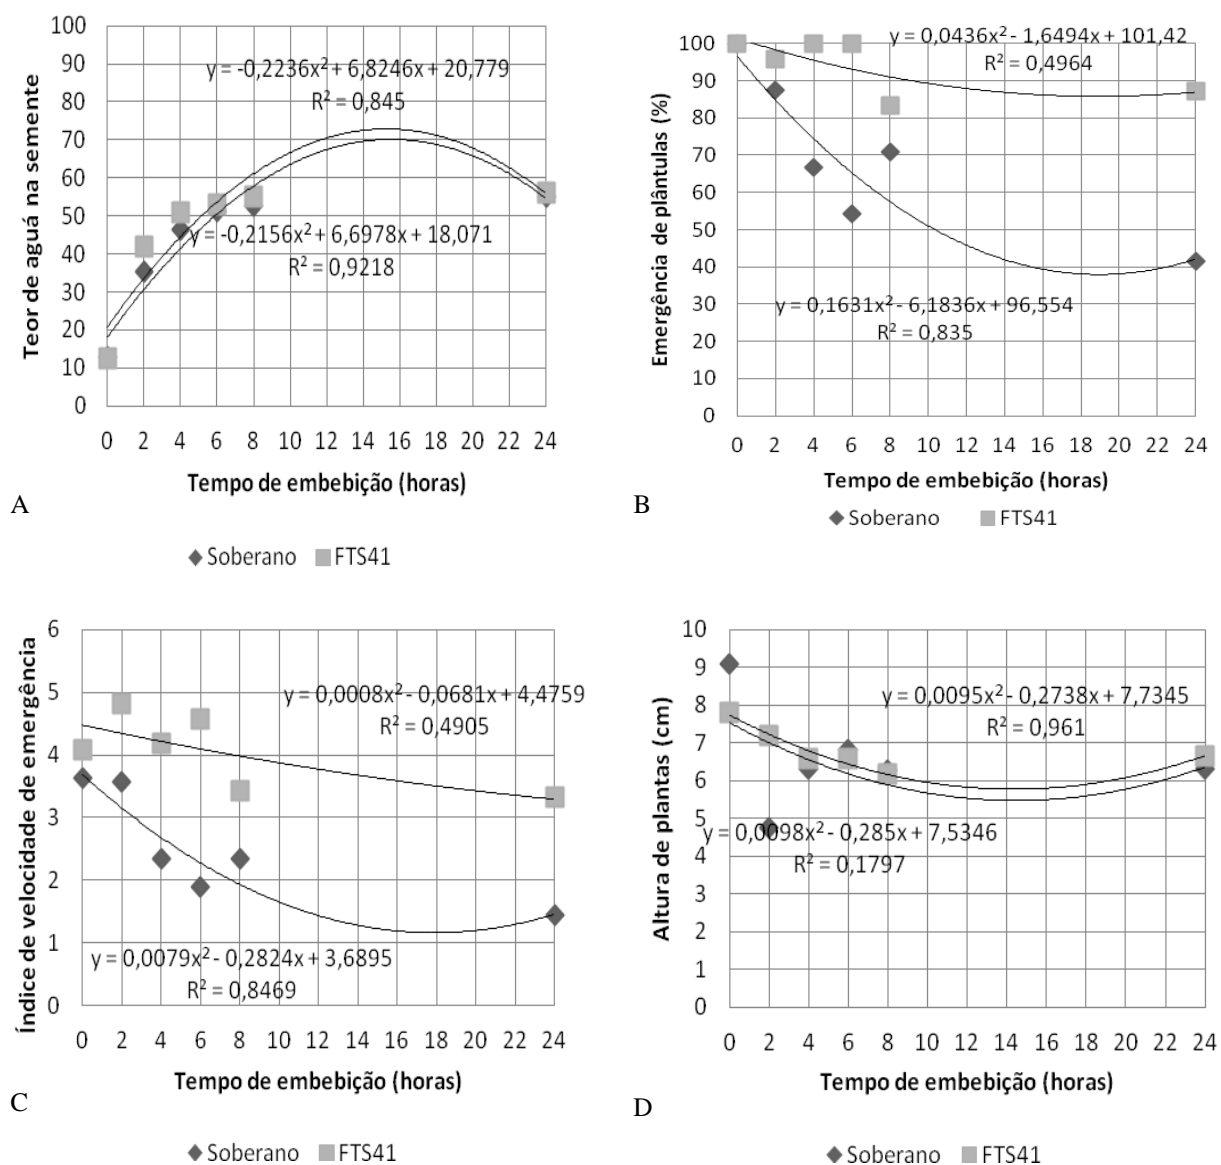 100
90
80
70
60
50
40
30
20
10
0
Teor de aguá na semente
y = -0,2236x² + 6,8246x + 20,779
R² = 0,845
y = -0,2156x² + 6,6978x + 18,071
R² = 0,9218
0 2 4 6 8 10 12 14 16 18 20 22 24
Tempo de embebição (horas)
A
Soberano FTS41
100
90
80
70
60
50
40
30
20
10
0
Emergência de plântulas (%)
y = 0,0436x² - 1,6494x + 101,42
R² = 0,4964
y = 0,1631x² - 6,1836x + 96,554
R² = 0,835
0 2 4 6 8 10 12 14 16 18 20 22 24
Tempo de embebição (horas)
B
Soberano FTS41
6
5
4
3
2
1
0
Índice de velocidade de emergência
y = 0,0008x² - 0,0681x + 4,4759
R² = 0,4905
y = 0,0079x² - 0,2824x + 3,6895
R² = 0,8469
0 2 4 6 8 10 12 14 16 18 20 22 24
Tempo de embebição (horas)
C
Soberano FTS41
10
9
8
7
6
5
4
3
2
1
0
Altura de plantas (cm)
y = 0,0095x² - 0,2738x + 7,7345
R² = 0,961
y = 0,0098x² - 0,285x + 7,5346
R² = 0,1797
0 2 4 6 8 10 12 14 16 18 20 22 24
Tempo de embebição (horas)
D
Soberano FTS41